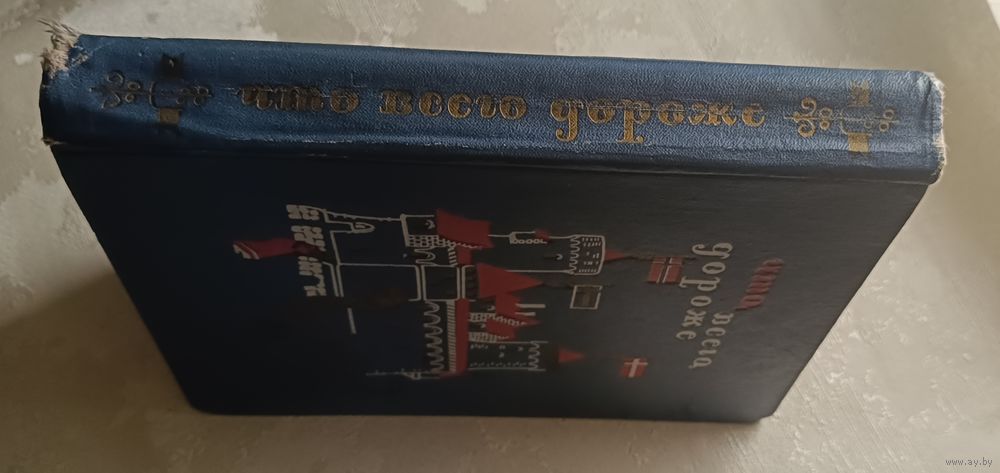 что всего дороже
что всего
дороже
www.ay.by